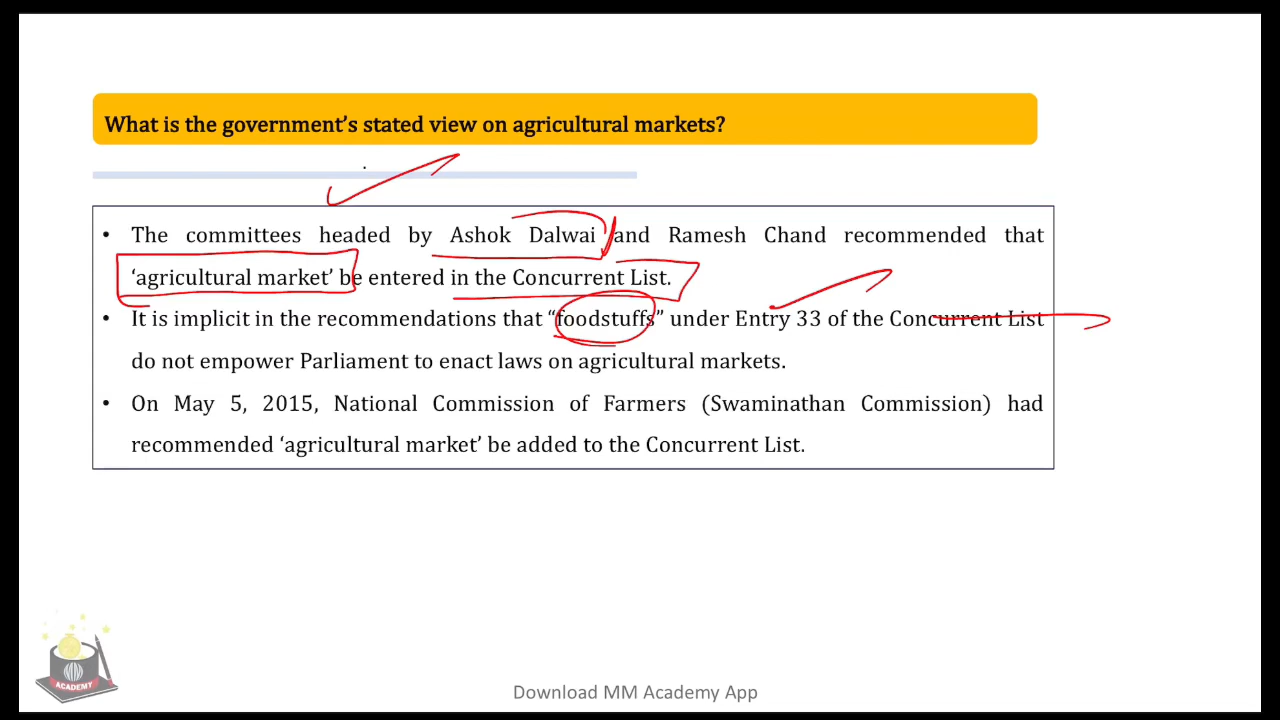 What is the government's stated view on agricultural markets?
• The committees headed by Ashok Dalwai and Ramesh Chand recommended that
'agricultural market' be entered in the Concurrent List.
• It is implicit in the recommendations that “foodstuffs” under Entry 33 of the Concurrent List
do not empower Parliament to enact laws on agricultural markets.
• On May 5, 2015, National Commission of Farmers (Swaminathan Commission) had
recommended ‘agricultural market’ be added to the Concurrent List.
ACADEMY
Download MM Academy App